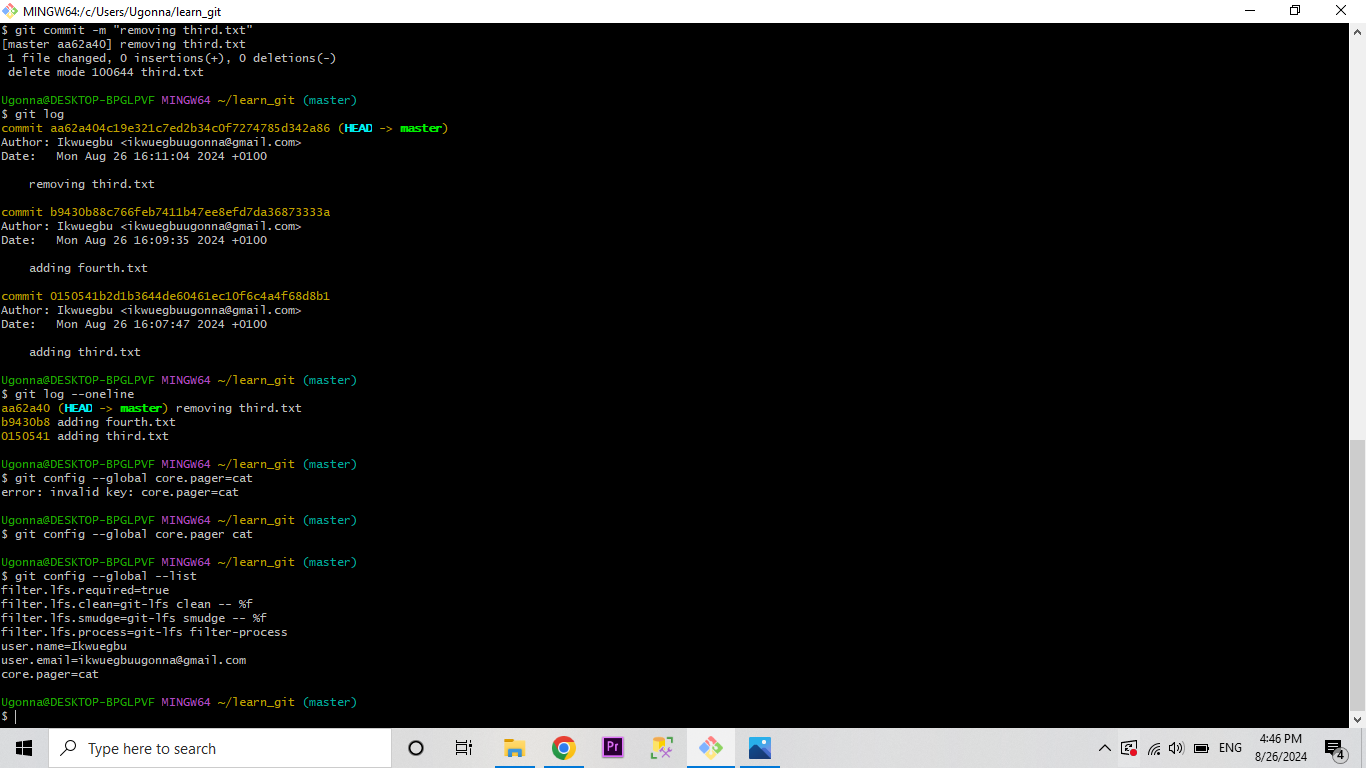 MINGW64:/c/Users/Ugonna/learn_git
$ git commit -m "removing third.txt"
[master aa62a40] removing third.txt
 1 file changed, 0 insertions(+), 0 deletions(-)
 delete mode 100644 third.txt
Ugonna@DESKTOP-BPGLPVF MINGW64 ~/learn_git (master)
$ git log
commit aa62a404c19e321c7ed2b34c0f7274785d342a86 (HEAD -> master)
Author: Ikwuegbu <ikwuegbuugonna@gmail.com>
Date:   Mon Aug 26 16:11:04 2024 +0100
    removing third.txt
commit b9430b88c766feb7411b47ee8efd7da36873333a
Author: Ikwuegbu <ikwuegbuugonna@gmail.com>
Date:   Mon Aug 26 16:09:35 2024 +0100
    adding fourth.txt
commit 0150541b2d1b3644de60461ec10f6c4a4f68d8b1
Author: Ikwuegbu <ikwuegbuugonna@gmail.com>
Date:   Mon Aug 26 16:07:47 2024 +0100
    adding third.txt
Ugonna@DESKTOP-BPGLPVF MINGW64 ~/learn_git (master)
$ git log --oneline
aa62a40 (HEAD -> master) removing third.txt
b9430b8 adding fourth.txt
0150541 adding third.txt
Ugonna@DESKTOP-BPGLPVF MINGW64 ~/learn_git (master)
$ git config --global core.pager=cat
error: invalid key: core.pager=cat
Ugonna@DESKTOP-BPGLPVF MINGW64 ~/learn_git (master)
$ git config --global core.pager cat
Ugonna@DESKTOP-BPGLPVF MINGW64 ~/learn_git (master)
$ git config --global --list
filter.lfs.required=true
filter.lfs.clean=git-lfs clean -- %f
filter.lfs.smudge=git-lfs smudge -- %f
filter.lfs.process=git-lfs filter-process
user.name=Ikwuegbu
user.email=ikwuegbuugonna@gmail.com
core.pager=cat
Ugonna@DESKTOP-BPGLPVF MINGW64 ~/learn_git (master)
$
Type here to search
Pr
ENG
4:46 PM
8/26/2024
4